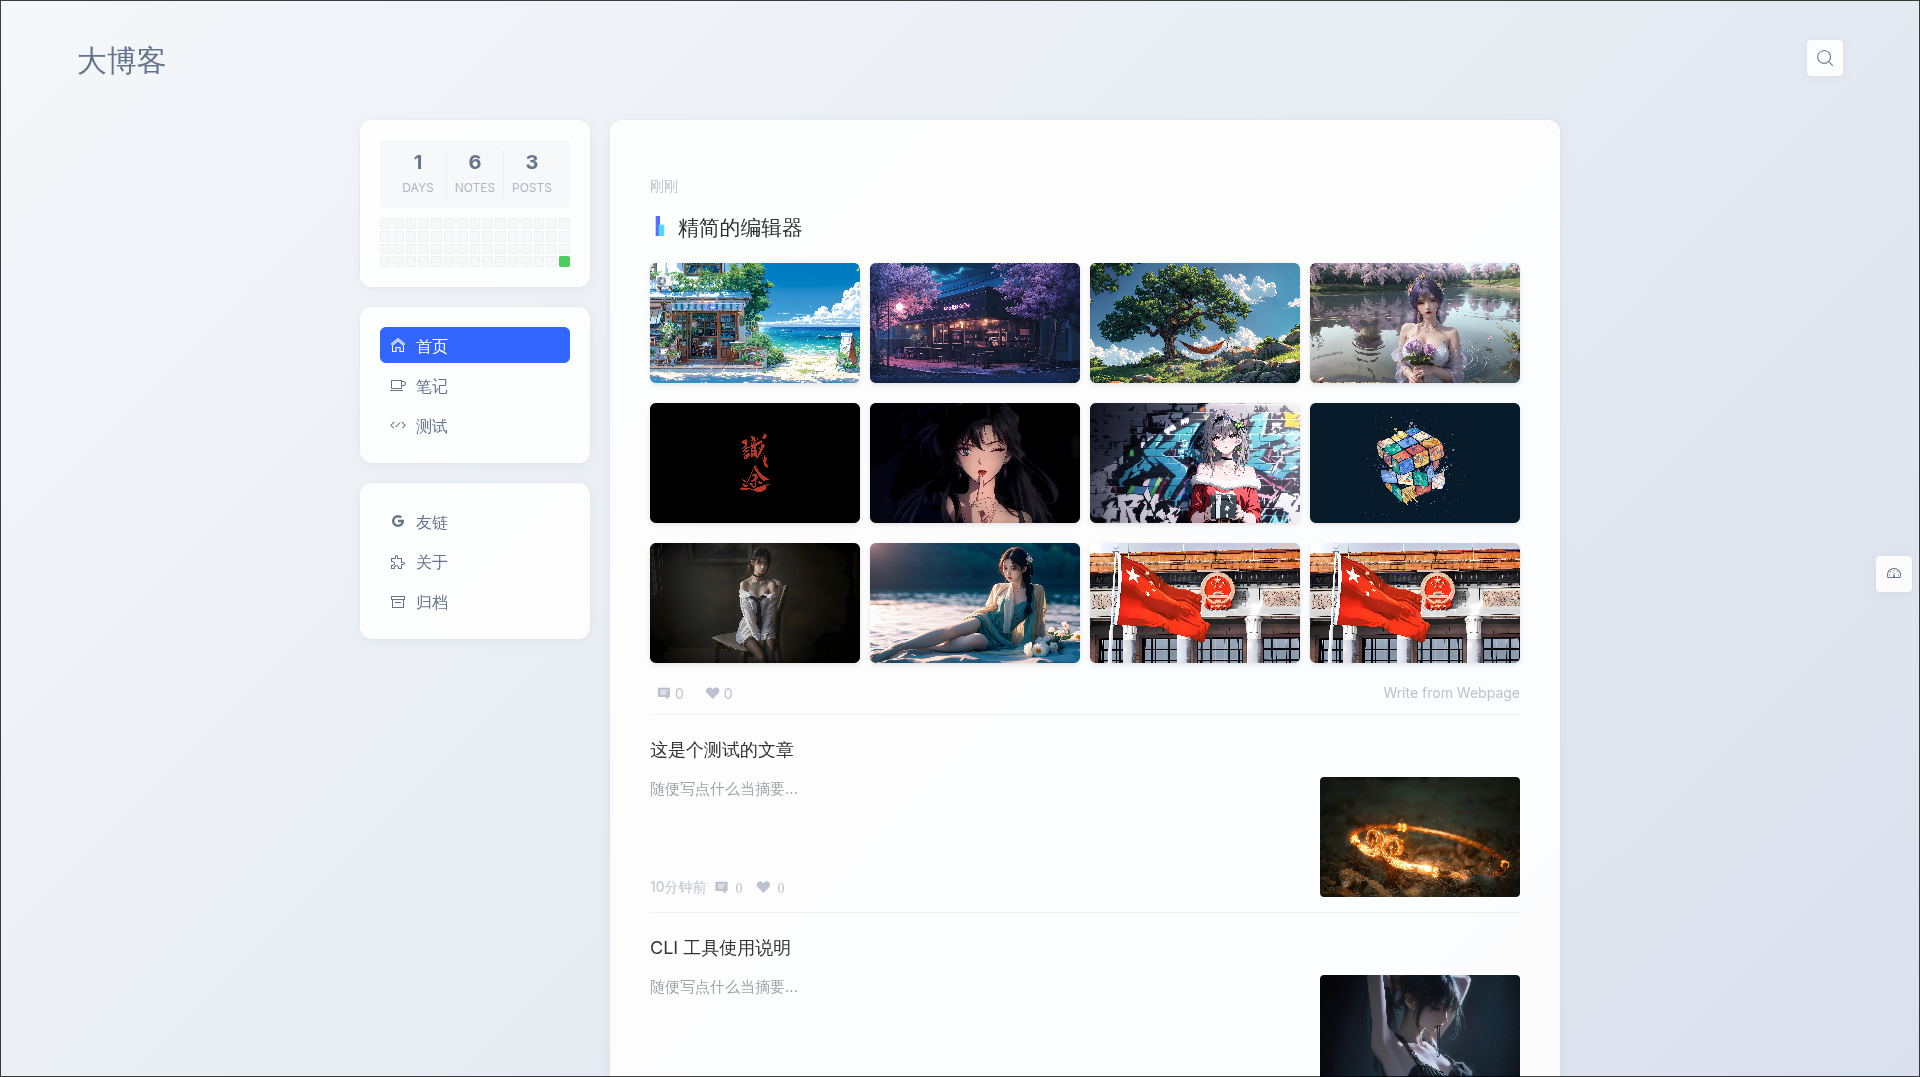 大博客
1
6
3
DAYS
NOTES
POSTS
首页
笔记
测试
友链
关于
归档
刚刚
精简的编辑器
0
0
Write from Webpage
这是个测试的文章
随便写点什么当摘要...
10分钟前 0 0
CLI 工具使用说明
随便写点什么当摘要...